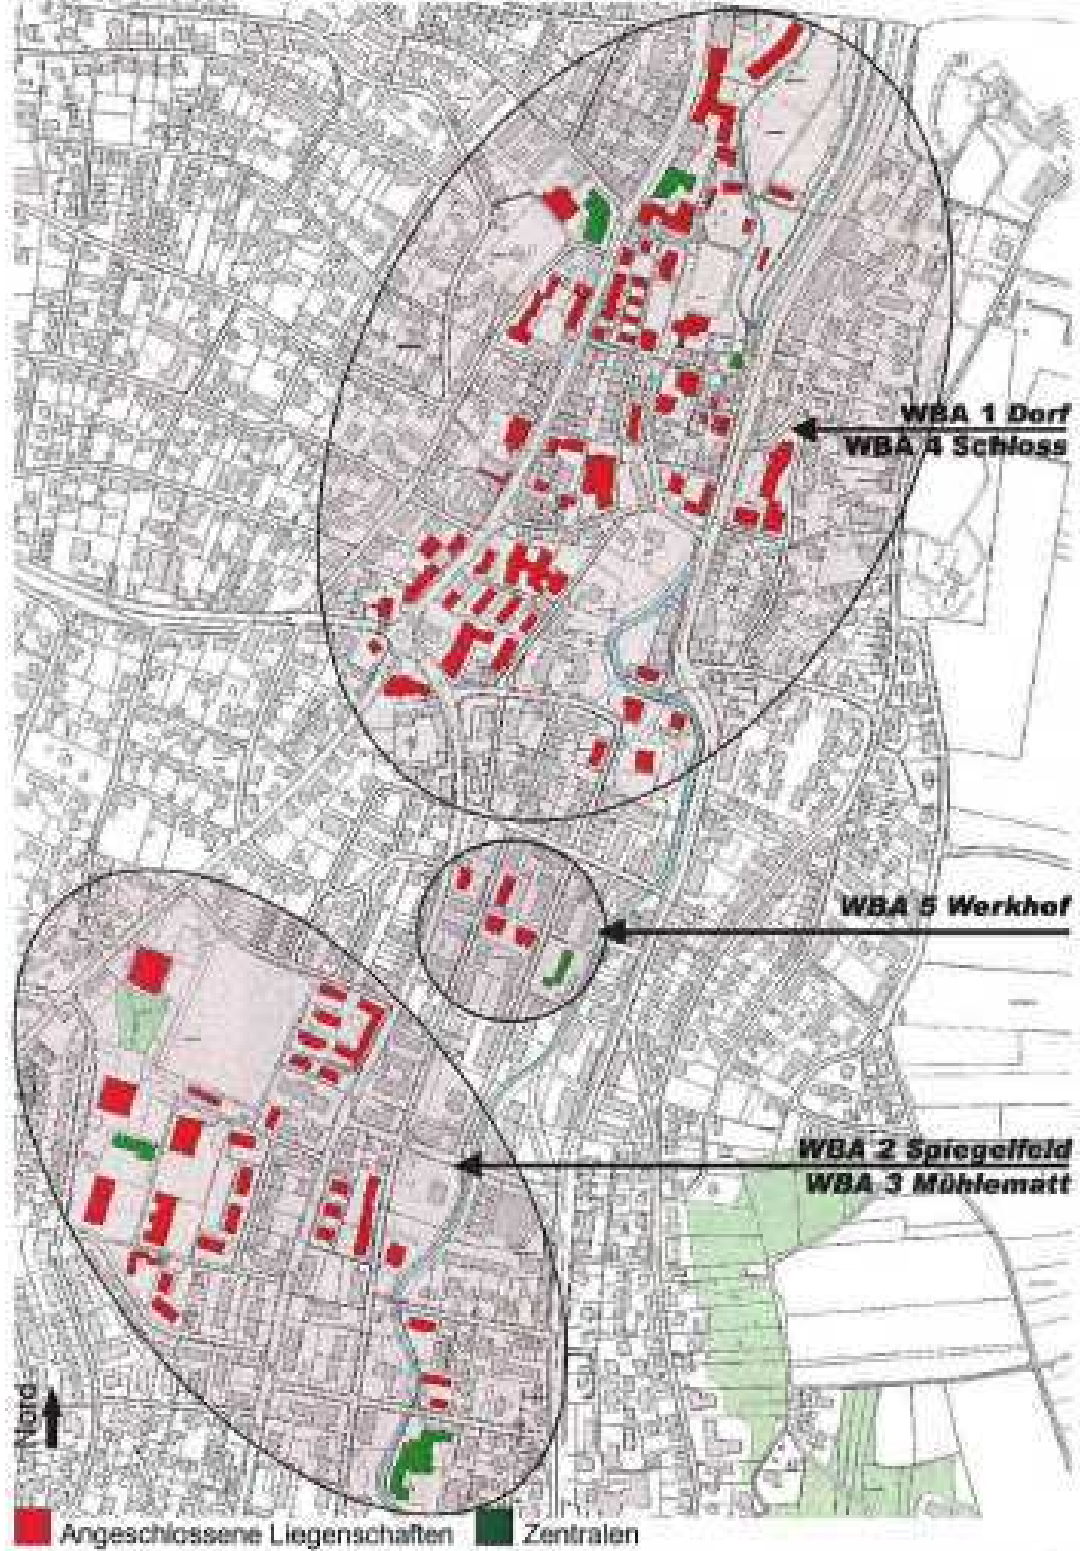 WBA 1 Dorf
WBA 4 Schloss
WBA 5 Werkhof
WBA 2 Spiegelfeld
WBA 3 Mühlematt
Nord
Angeschlossene Liegenschaften
Zentralen